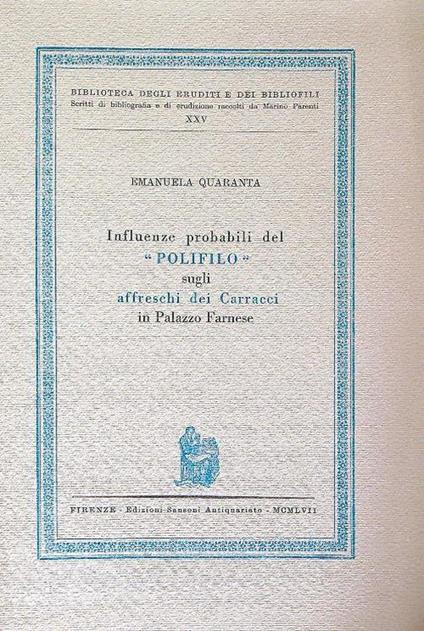 BIBLIOTECA DEGLI ERUDITI E DEI BIBLIOFILI
Scritti di bibliografia e di erudizione raccolti da Marino Parenti
XXV
EMANUELA QUARANTA
Influenze probabili del
“ POLIFILO “
sugli
affreschi dei Carracci
in Palazzo Farnese
FIRENZE - Edizioni Sansoni Antiquariato - MCMLVII